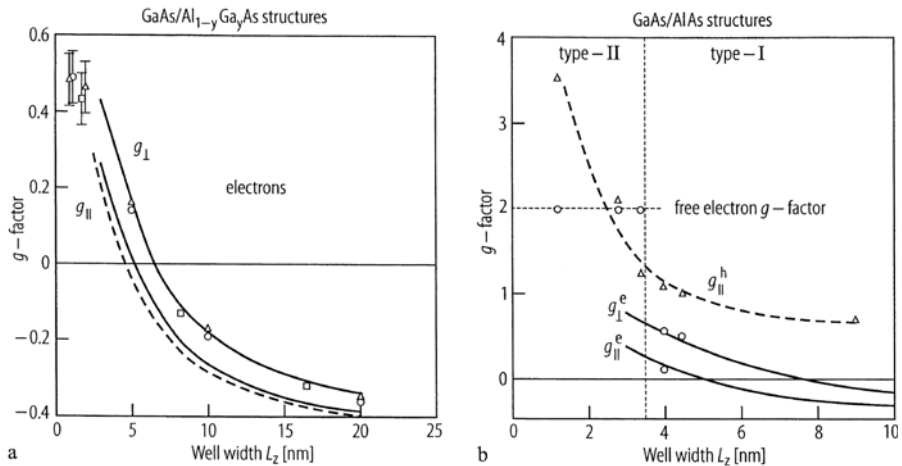 GaAs/Al₁₋yGayAs structures
0.6
0.4
0.2
0
−0.2
−0.4
g−factor
g⊥
g||
electrons
0 5 10 15 20 25
Well width Lz [nm]
a
GaAs/AlAs structures
type−II type−I
4
3
2
1
0
g−factor
free electron g−factor
g||ʰ
g⊥ᵉ
g||ᵉ
0 2 4 6 8 10
Well width Lz [nm]
b